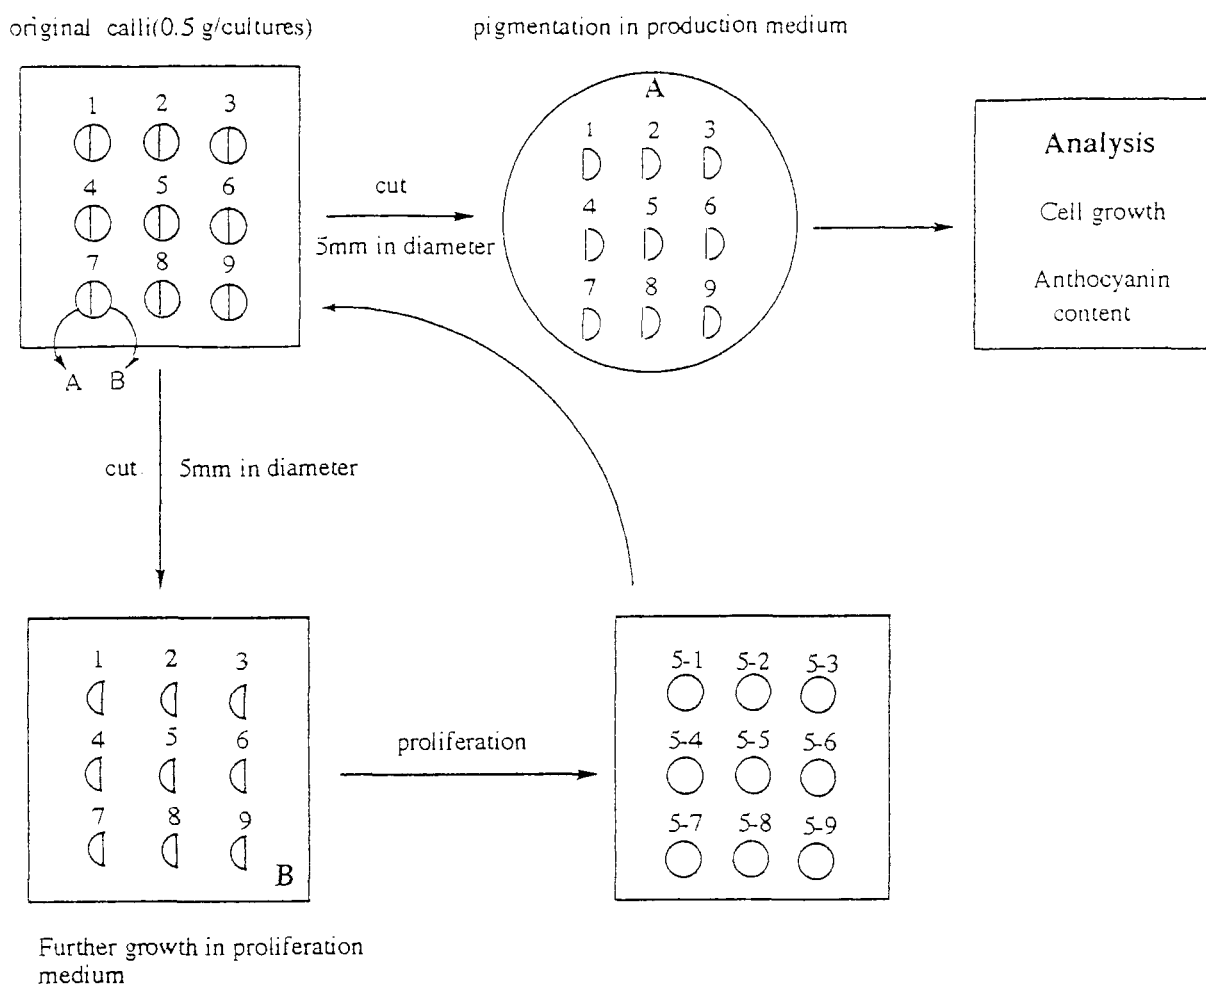 original calli(0.5 g/cultures)
pigmentation in production medium
1 2 3
4 5 6
7 8 9
A B
cut
5mm in diameter
A
1 2 3
4 5 6
7 8 9
Analysis
Cell growth
Anthocyanin
content
cut 5mm in diameter
1 2 3
4 5 6
7 8 9
B
Further growth in proliferation
medium
proliferation
5-1 5-2 5-3
5-4 5-5 5-6
5-7 5-8 5-9